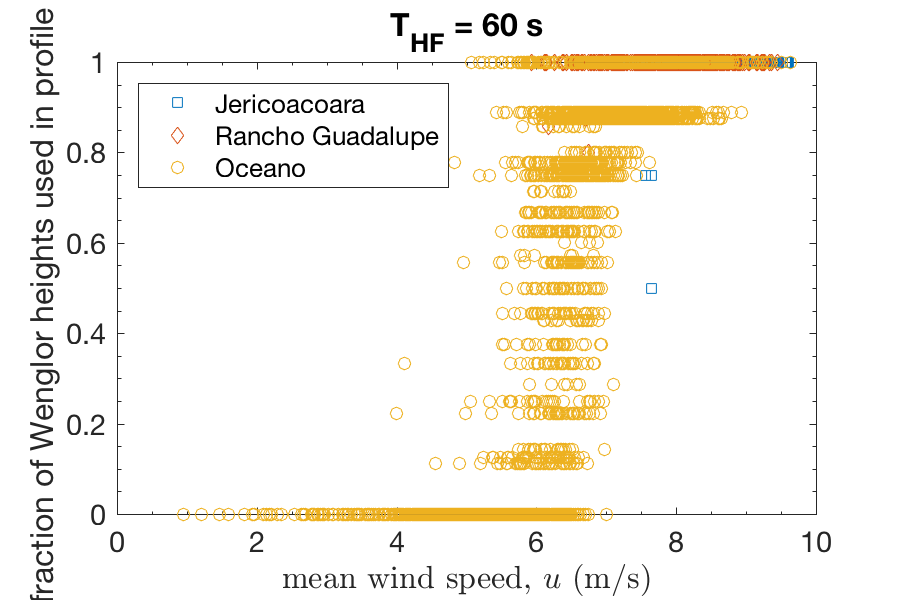 T_HF = 60 s
fraction of Wenglor heights used in profile
1
0.8
0.6
0.4
0.2
0
Jericoacoara
Rancho Guadalupe
Oceano
0 2 4 6 8 10
mean wind speed, u (m/s)